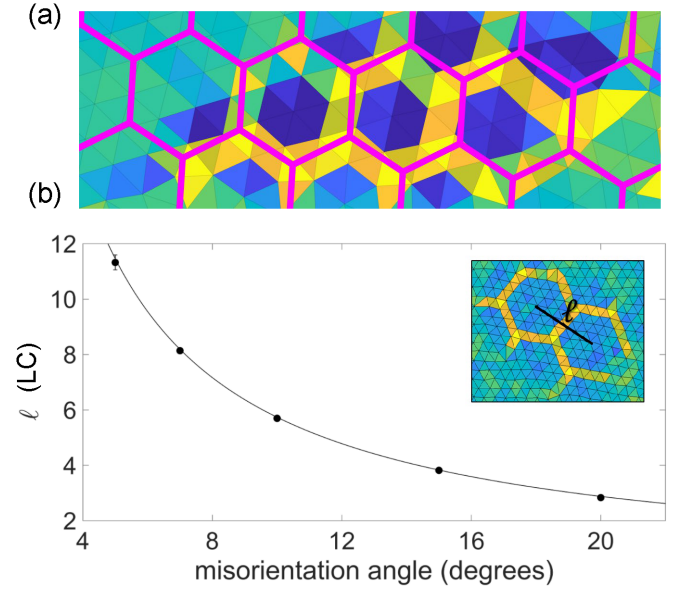 (a)
(b)
12
10
8
6
4
2
ℓ (LC)
ℓ
4 8 12 16 20
misorientation angle (degrees)